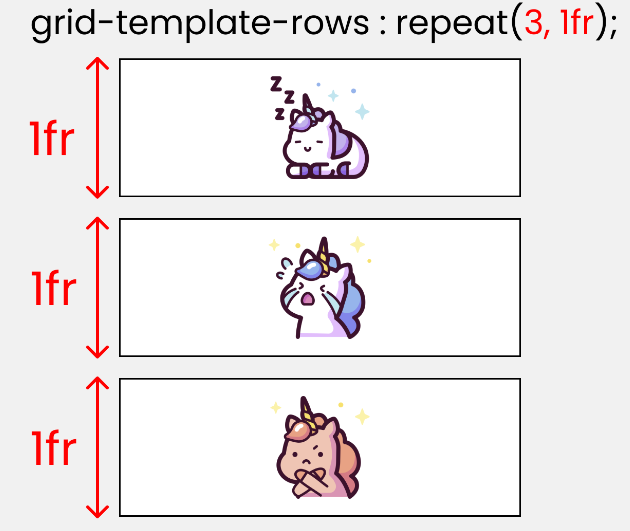 grid-template-rows : repeat(3, 1fr);
z
z
z
1fr
1fr
1fr